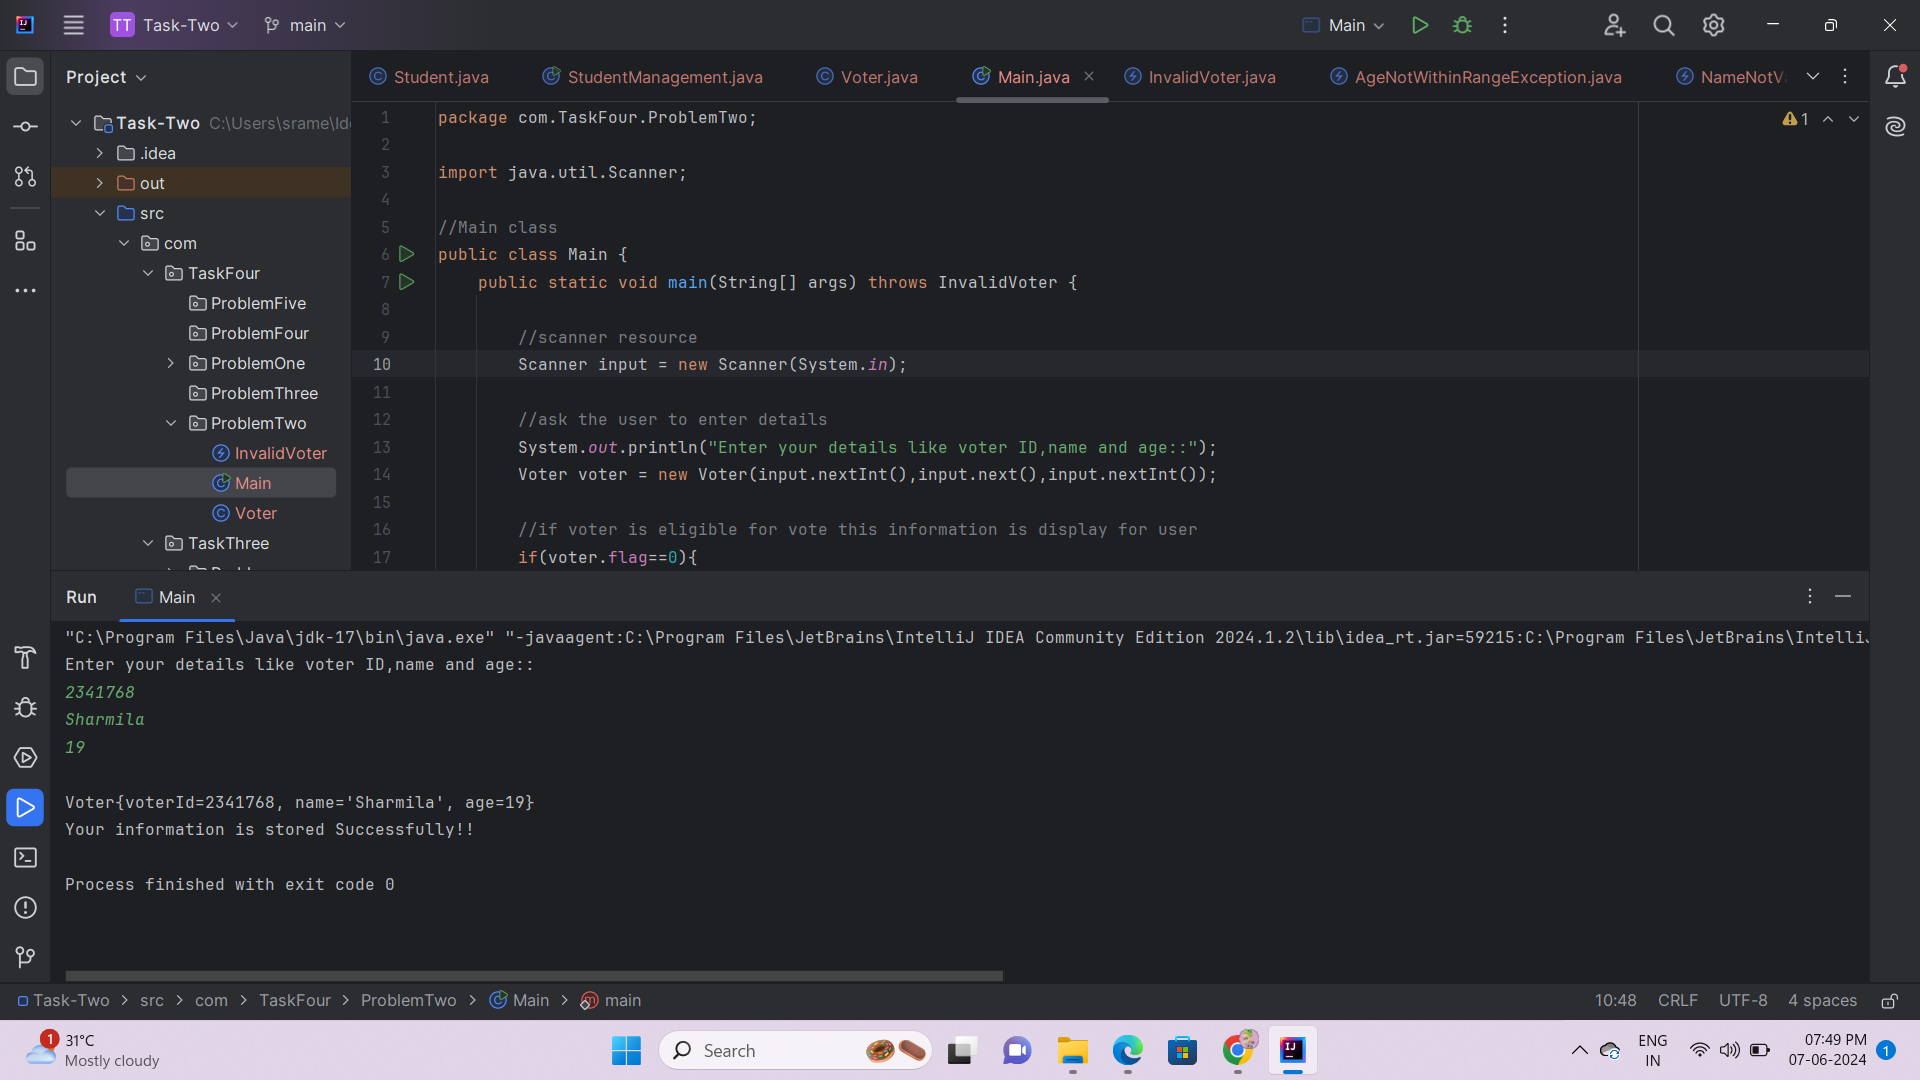 TT Task-Two main Main
Project
Student.java StudentManagement.java Voter.java Main.java InvalidVoter.java AgeNotWithinRangeException.java NameNotV
Task-Two C:\Users\srame\Id
.idea
out
src
com
TaskFour
ProblemFive
ProblemFour
ProblemOne
ProblemThree
ProblemTwo
InvalidVoter
Main
Voter
TaskThree
1 package com.TaskFour.ProblemTwo;
2
3 import java.util.Scanner;
4
5 //Main class
6 public class Main {
7 public static void main(String[] args) throws InvalidVoter {
8
9 //scanner resource
10 Scanner input = new Scanner(System.in);
11
12 //ask the user to enter details
13 System.out.println("Enter your details like voter ID,name and age::");
14 Voter voter = new Voter(input.nextInt(),input.next(),input.nextInt());
15
16 //if voter is eligible for vote this information is display for user
17 if(voter.flag==0){
1
Run Main
"C:\Program Files\Java\jdk-17\bin\java.exe" "-javaagent:C:\Program Files\JetBrains\IntelliJ IDEA Community Edition 2024.1.2\lib\idea_rt.jar=59215:C:\Program Files\JetBrains\IntelliJ
Enter your details like voter ID,name and age::
2341768
Sharmila
19
Voter{voterId=2341768, name='Sharmila', age=19}
Your information is stored Successfully!!
Process finished with exit code 0
Task-Two > src > com > TaskFour > ProblemTwo > Main > main 10:48 CRLF UTF-8 4 spaces
1 31°C
Mostly cloudy
Search
ENG
IN
07:49 PM
07-06-2024
1